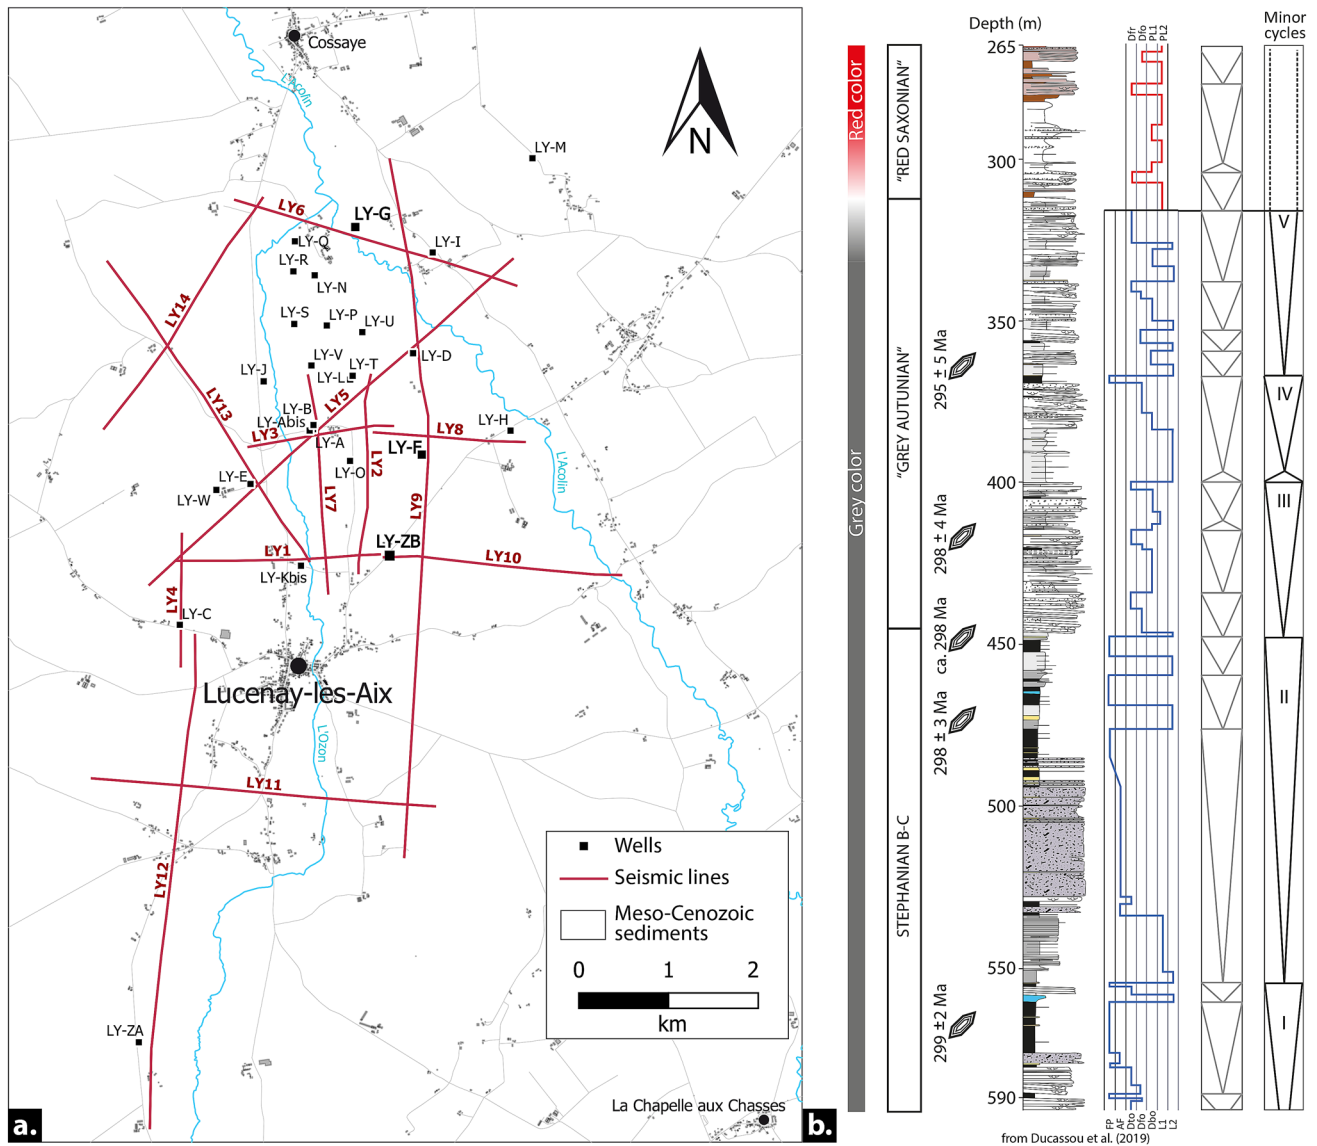 Cossaye
L'Acolin
N
LY-M
LY6
LY-G
LY-Q
LY-I
LY-R
LY-N
LY14
LY-S
LY-P
LY-U
LY-V
LY-T
LY-D
LY-J
LY-L
LY5
LY13
LY-B
LY-Abis
LY3
LY-A
LY8
LY-H
LY-F
LY2
LY-O
L'Acolin
LY-E
LY-W
LY7
LY9
LY1
LY-ZB
LY10
LY-Kbis
LY4
LY-C
Lucenay-les-Aix
L'Ozon
LY11
LY12
LY-ZA
Wells
Seismic lines
Meso-Cenozoic
sediments
0 1 2
km
La Chapelle aux Chasses
a.
b.
Red color
Grey color
"RED SAXONIAN"
"GREY AUTUNIAN"
STEPHANIAN B-C
295 ± 5 Ma
298 ± 4 Ma
ca. 298 Ma
298 ± 3 Ma
299 ± 2 Ma
Depth (m)
265
300
350
400
450
500
550
590
Dfr
Dfo
PL1
PL2
Minor
cycles
V
IV
III
II
I
FP
AF
Dto
Dfo
Dbo
L1
L2
from Ducassou et al. (2019)